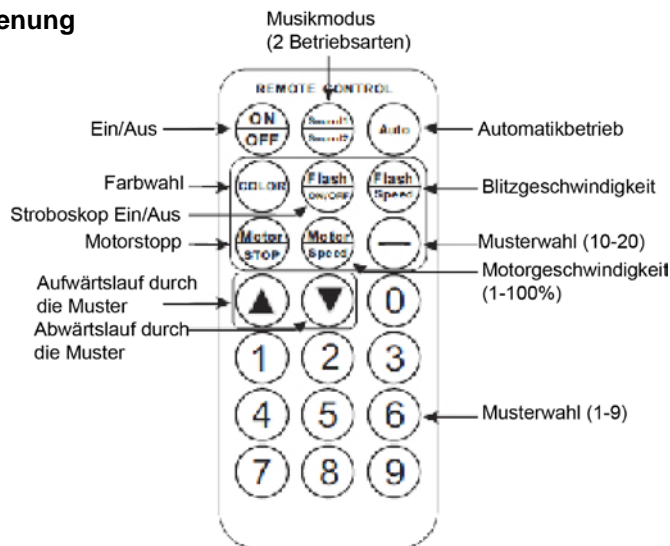 enung
Musikmodus
(2 Betriebsarten)
REMOTE CONTROL
Ein/Aus
ON
OFF
Sound1
Sound2
Auto
Automatikbetrieb
Farbwahl
COLOR
Flash
ON/OFF
Flash
Speed
Blitzgeschwindigkeit
Stroboskop Ein/Aus
Motorstopp
Motor
STOP
Motor
Speed
—
Musterwahl (10-20)
Motorgeschwindigkeit
(1-100%)
Aufwärtslauf durch
die Muster
▲
▼
0
Abwärtslauf durch
die Muster
1
2
3
4
5
6
Musterwahl (1-9)
7
8
9